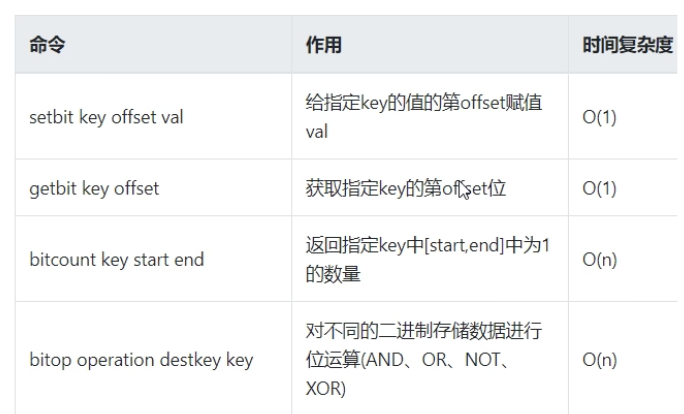 命令 作用 时间复杂度
setbit key offset val 给指定key的值的第offset赋值
val O(1)
getbit key offset 获取指定key的第offset位 O(1)
bitcount key start end 返回指定key中[start,end]中为1
的数量 O(n)
bitop operation destkey key 对不同的二进制存储数据进行
位运算(AND、OR、NOT、
XOR) O(n)